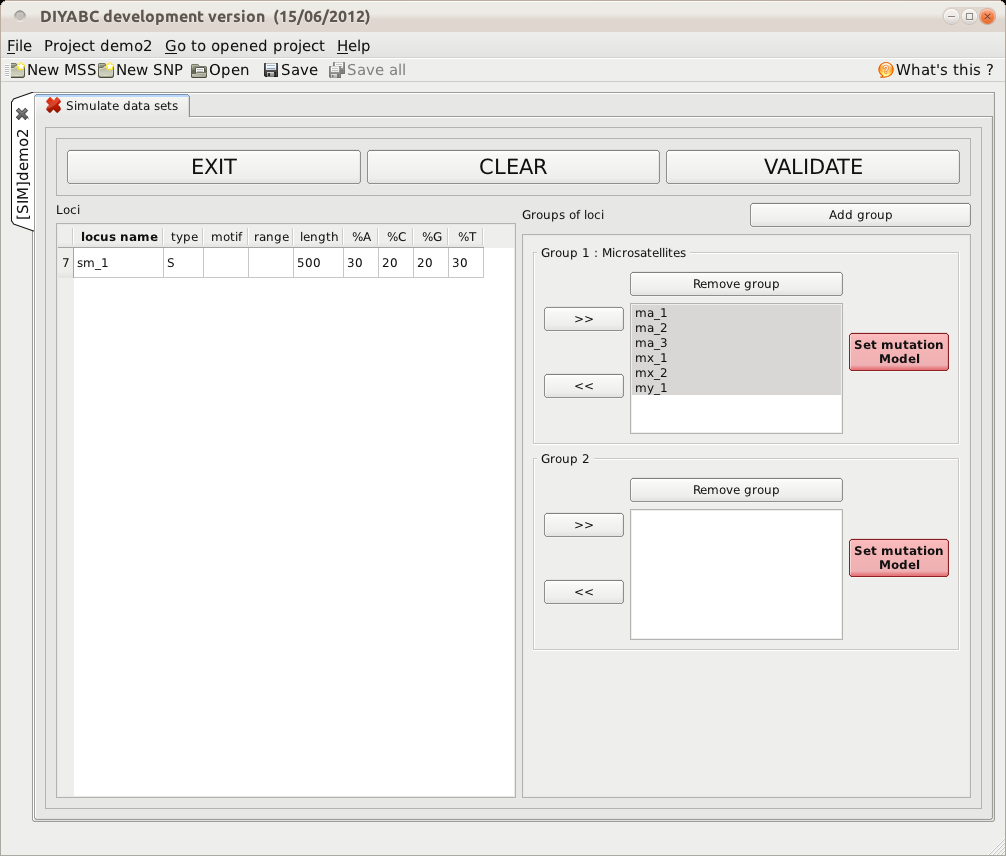 DIYABC development version (15/06/2012)
File Project demo2 Go to opened project Help
New MSS New SNP Open Save Save all What's this ?
[SIM]demo2
Simulate data sets
EXIT CLEAR VALIDATE
Loci
locus name type motif range length %A %C %G %T
7 sm_1 S 500 30 20 20 30
Groups of loci
Add group
Group 1 : Microsatellites
Remove group
>>
<<
ma_1
ma_2
ma_3
mx_1
mx_2
my_1
Set mutation
Model
Group 2
Remove group
>>
<<
Set mutation
Model